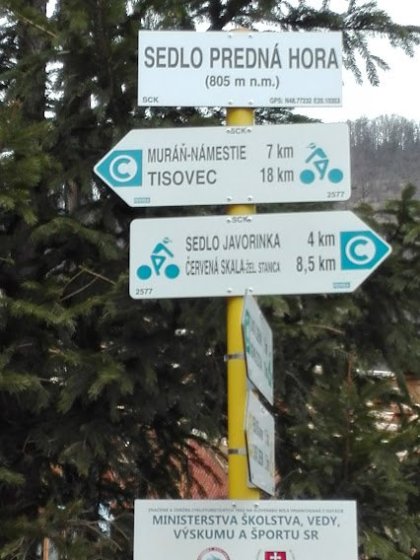 SEDLO PREDNÁ HORA
(805 m n.m.)
SCK
SCK
C
MURÁŇ-NÁMESTIE 7 km
TISOVEC 18 km
2577
SCK
SEDLO JAVORINKA 4 km
ČERVENÁ SKALA-ŽEL. STANICA 8,5 km
C
2577
MINISTERSTVA ŠKOLSTVA, VEDY,
VÝSKUMU A ŠPORTU SR